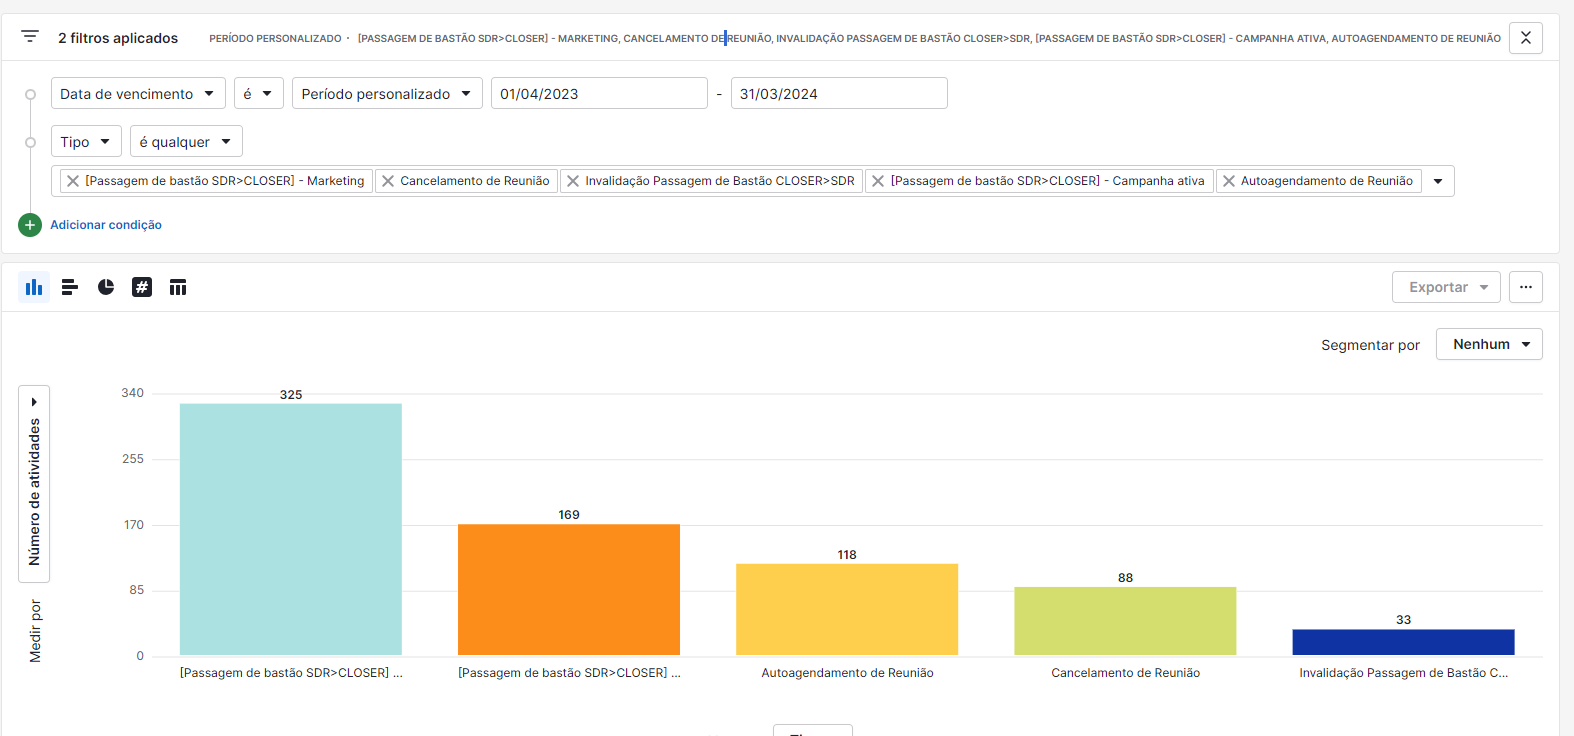 2 filtros aplicados PERÍODO PERSONALIZADO · [PASSAGEM DE BASTÃO SDR>CLOSER] - MARKETING, CANCELAMENTO DE REUNIÃO, INVALIDAÇÃO PASSAGEM DE BASTÃO CLOSER>SDR, [PASSAGEM DE BASTÃO SDR>CLOSER] - CAMPANHA ATIVA, AUTOAGENDAMENTO DE REUNIÃO
Data de vencimento é Período personalizado 01/04/2023 - 31/03/2024
Tipo é qualquer
[Passagem de bastão SDR>CLOSER] - Marketing Cancelamento de Reunião Invalidação Passagem de Bastão CLOSER>SDR [Passagem de bastão SDR>CLOSER] - Campanha ativa Autoagendamento de Reunião
+ Adicionar condição
# Exportar ...
Segmentar por Nenhum
Medir por Número de atividades
340
255
170
85
0
325
169
118
88
33
[Passagem de bastão SDR>CLOSER] ... [Passagem de bastão SDR>CLOSER] ... Autoagendamento de Reunião Cancelamento de Reunião Invalidação Passagem de Bastão C...